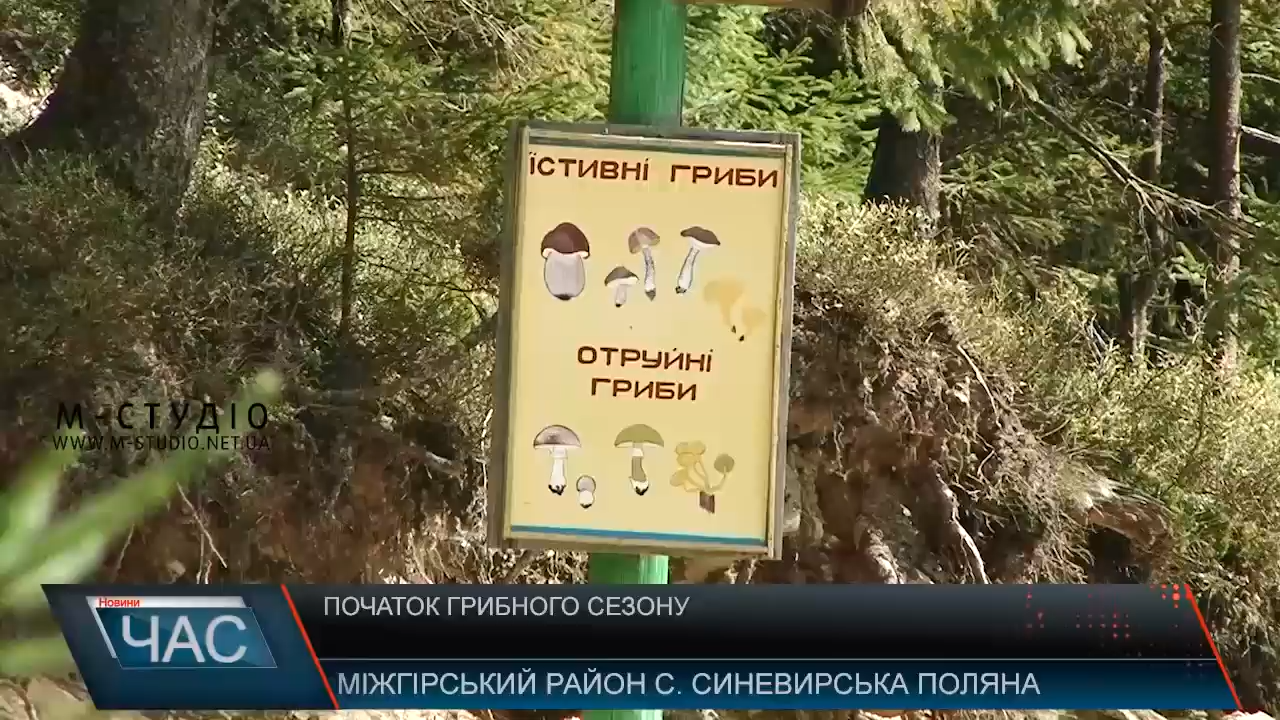 ЇСТИВНІ ГРИБИ
ОТРУЙНІ
ГРИБИ
М-СТУДІО
WWW.M-STUDIO.NET.UA
Новини
ЧАС
ПОЧАТОК ГРИБНОГО СЕЗОНУ
МІЖГІРСЬКИЙ РАЙОН С. СИНЕВИРСЬКА ПОЛЯНА